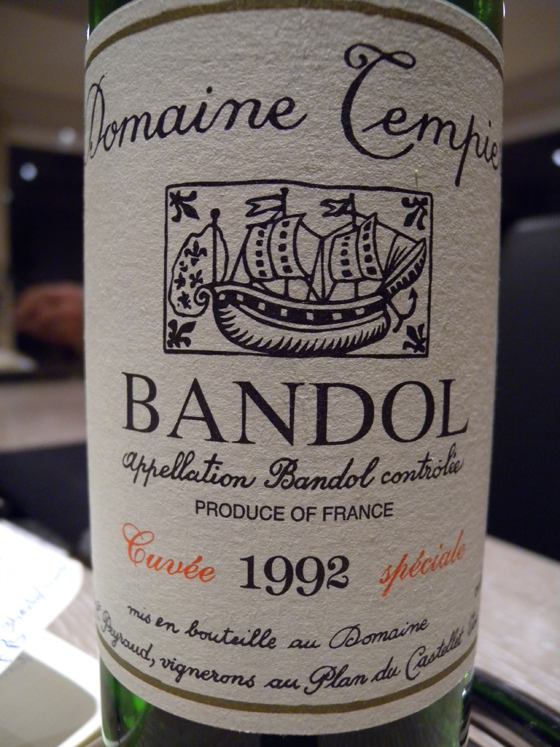 Domaine Tempie
BANDOL
appellation Bandol contrôlée
PRODUCE OF FRANCE
Cuvée 1992 spéciale
mis en bouteille au Domaine
Peyraud, vignerons au Plan du Castellet